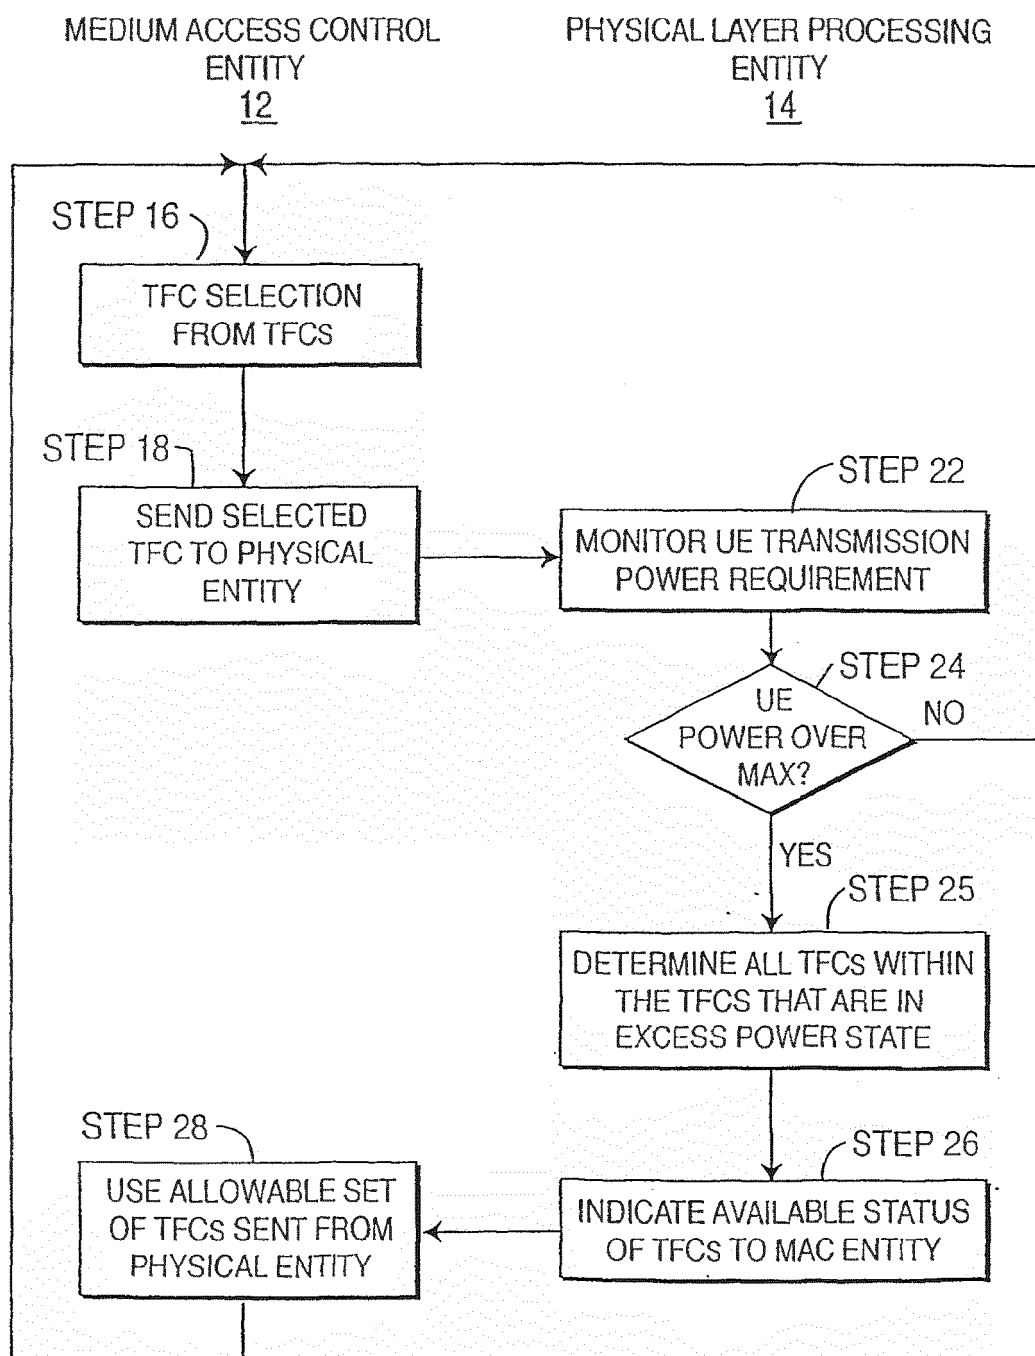 MEDIUM ACCESS CONTROL
ENTITY
12
PHYSICAL LAYER PROCESSING
ENTITY
14
STEP 16
TFC SELECTION
FROM TFCS
STEP 18
SEND SELECTED
TFC TO PHYSICAL
ENTITY
STEP 22
MONITOR UE TRANSMISSION
POWER REQUIREMENT
STEP 24
UE
POWER OVER
MAX?
NO
YES
STEP 25
DETERMINE ALL TFCs WITHIN
THE TFCS THAT ARE IN
EXCESS POWER STATE
STEP 26
INDICATE AVAILABLE STATUS
OF TFCs TO MAC ENTITY
STEP 28
USE ALLOWABLE SET
OF TFCs SENT FROM
PHYSICAL ENTITY